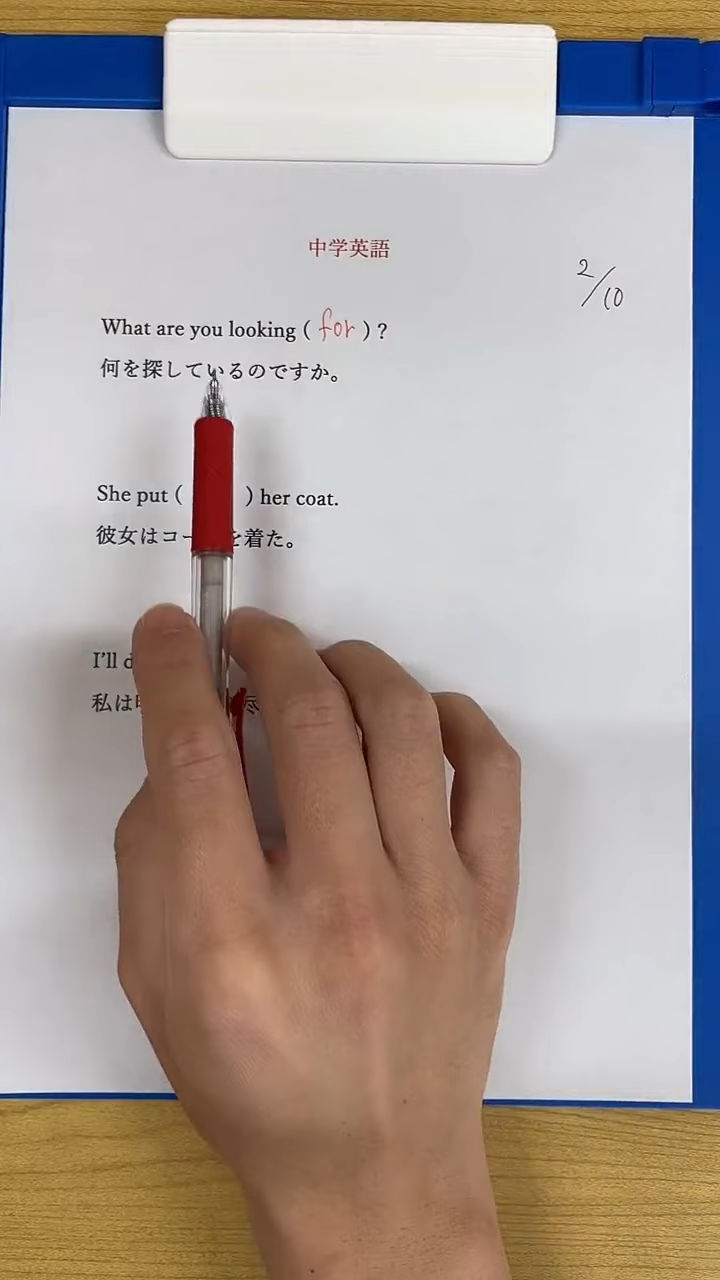 中学英語
2/10
What are you looking ( for ) ?
何を探しているのですか。
She put ( ) her coat.
彼女はコー を着た。
I'll
私は 尽